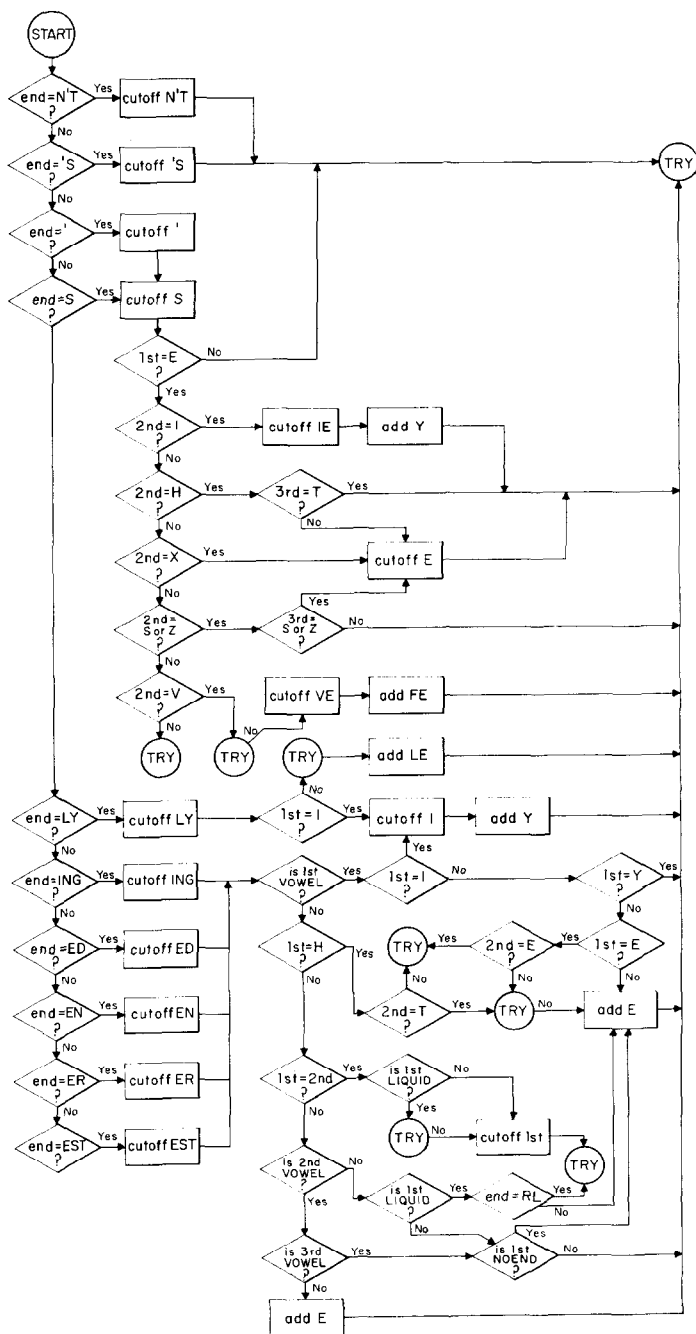 START
end=N'T
?
Yes
cutoff N'T
No
end='S
?
Yes
cutoff 'S
TRY
No
end='
?
Yes
cutoff '
No
end=S
?
Yes
cutoff S
1st=E
?
No
Yes
2nd=I
?
Yes
cutoff IE
add Y
No
2nd=H
?
Yes
3rd=T
?
Yes
No
No
2nd=X
?
Yes
cutoff E
No
Yes
2nd=
S or Z
?
Yes
3rd=
S or Z
?
No
No
2nd=V
?
Yes
No
cutoff VE
add FE
No
TRY
TRY
TRY
add LE
No
end=LY
?
Yes
cutoff LY
1st=I
?
Yes
cutoff I
add Y
No
Yes
end=ING
?
Yes
cutoff ING
is 1st
VOWEL
?
Yes
1st=I
?
No
1st=Y
?
Yes
No
No
No
end=ED
?
Yes
cutoff ED
1st=H
?
Yes
TRY
Yes
2nd=E
?
Yes
1st=E
?
No
No
No
No
No
end=EN
?
Yes
cutoff EN
2nd=T
?
Yes
TRY
No
add E
No
end=ER
?
Yes
cutoff ER
1st=2nd
?
Yes
is 1st
LIQUID
?
No
Yes
No
No
end=EST
?
Yes
cutoff EST
TRY
No
cutoff 1st
TRY
is 2nd
VOWEL
?
No
is 1st
LIQUID
?
Yes
end=RL
Yes
No
Yes
No
Yes
is 3rd
VOWEL
?
Yes
is 1st
NOEND
?
No
No
add E